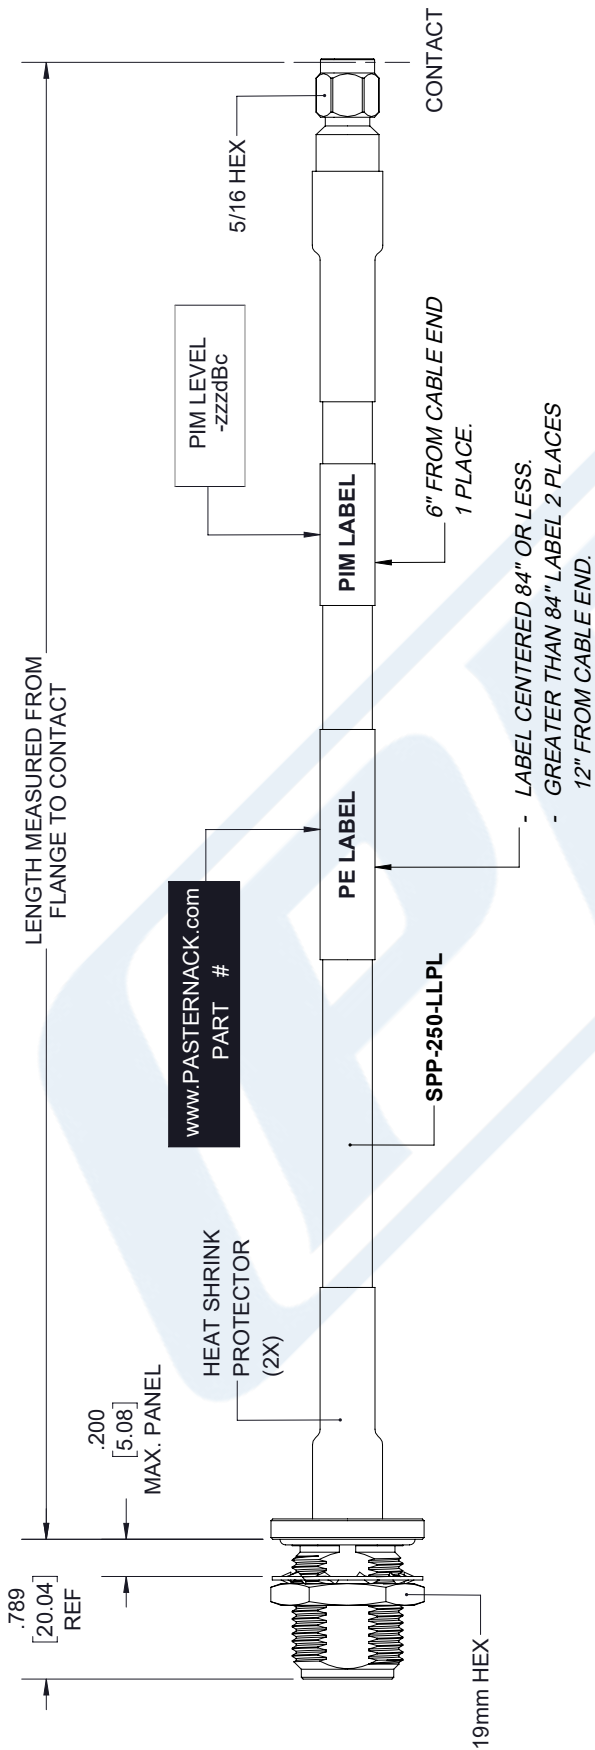 .789
[20.04]
REF
.200
[5.08]
MAX. PANEL
LENGTH MEASURED FROM
FLANGE TO CONTACT
HEAT SHRINK
PROTECTOR
(2X)
www.PASTERNACK.com
PART #
PIM LEVEL
-zzzdBc
5/16 HEX
PE LABEL
PIM LABEL
19mm HEX
SPP-250-LLPL
- LABEL CENTERED 84" OR LESS.
- GREATER THAN 84" LABEL 2 PLACES
12" FROM CABLE END.
6" FROM CABLE END
1 PLACE.
CONTACT